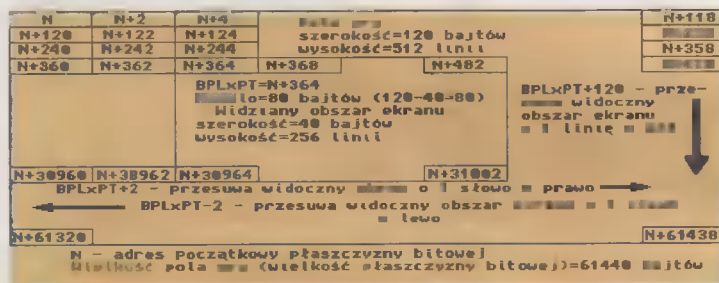 N N+2 N+4 N+118
szerokość=120 bajtów
wysokość=512 linii
N+120 N+122 N+124
N+240 N+242 N+244 N+358
N+360 N+362 N+364 N+368 N+482
BPLxPT=N+364
lo=80 bajtów (120-40=80)
Widziany obszar ekranu
szerokość=40 bajtów
wysokość=256 linii
BPLxPT+120 - prze-
widoczny
obszar ekranu
1 linię
N+30960 N+30962 N+30964 N+31002
BPLxPT+2 - przesuwa widoczny o 1 słowo prawo
BPLxPT-2 - przesuwa widoczny obszar 1
lewo
N+61320 N+61438
N - adres początkowy płaszczyzny bitowej
Wielkość pola (wielkość płaszczyzny bitowej)=61440 bajtów